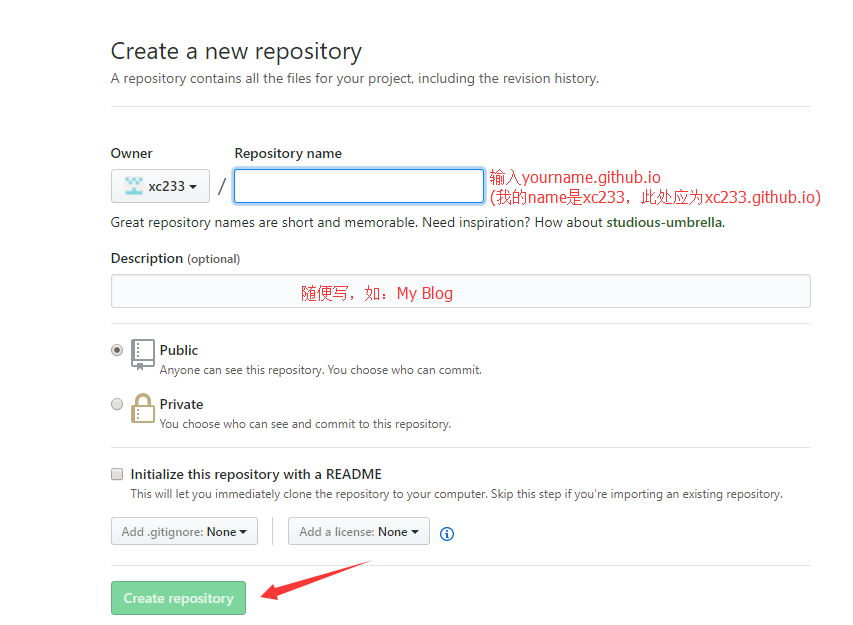 Create a new repository
A repository contains all the files for your project, including the revision history.
Owner
Repository name
xc233
/
输入yourname.github.io
(我的name是xc233，此处应为xc233.github.io)
Great repository names are short and memorable. Need inspiration? How about studious-umbrella.
Description (optional)
随便写，如：My Blog
Public
Anyone can see this repository. You choose who can commit.
Private
You choose who can see and commit to this repository.
Initialize this repository with a README
This will let you immediately clone the repository to your computer. Skip this step if you’re importing an existing repository.
Add .gitignore: None
Add a license: None
Create repository